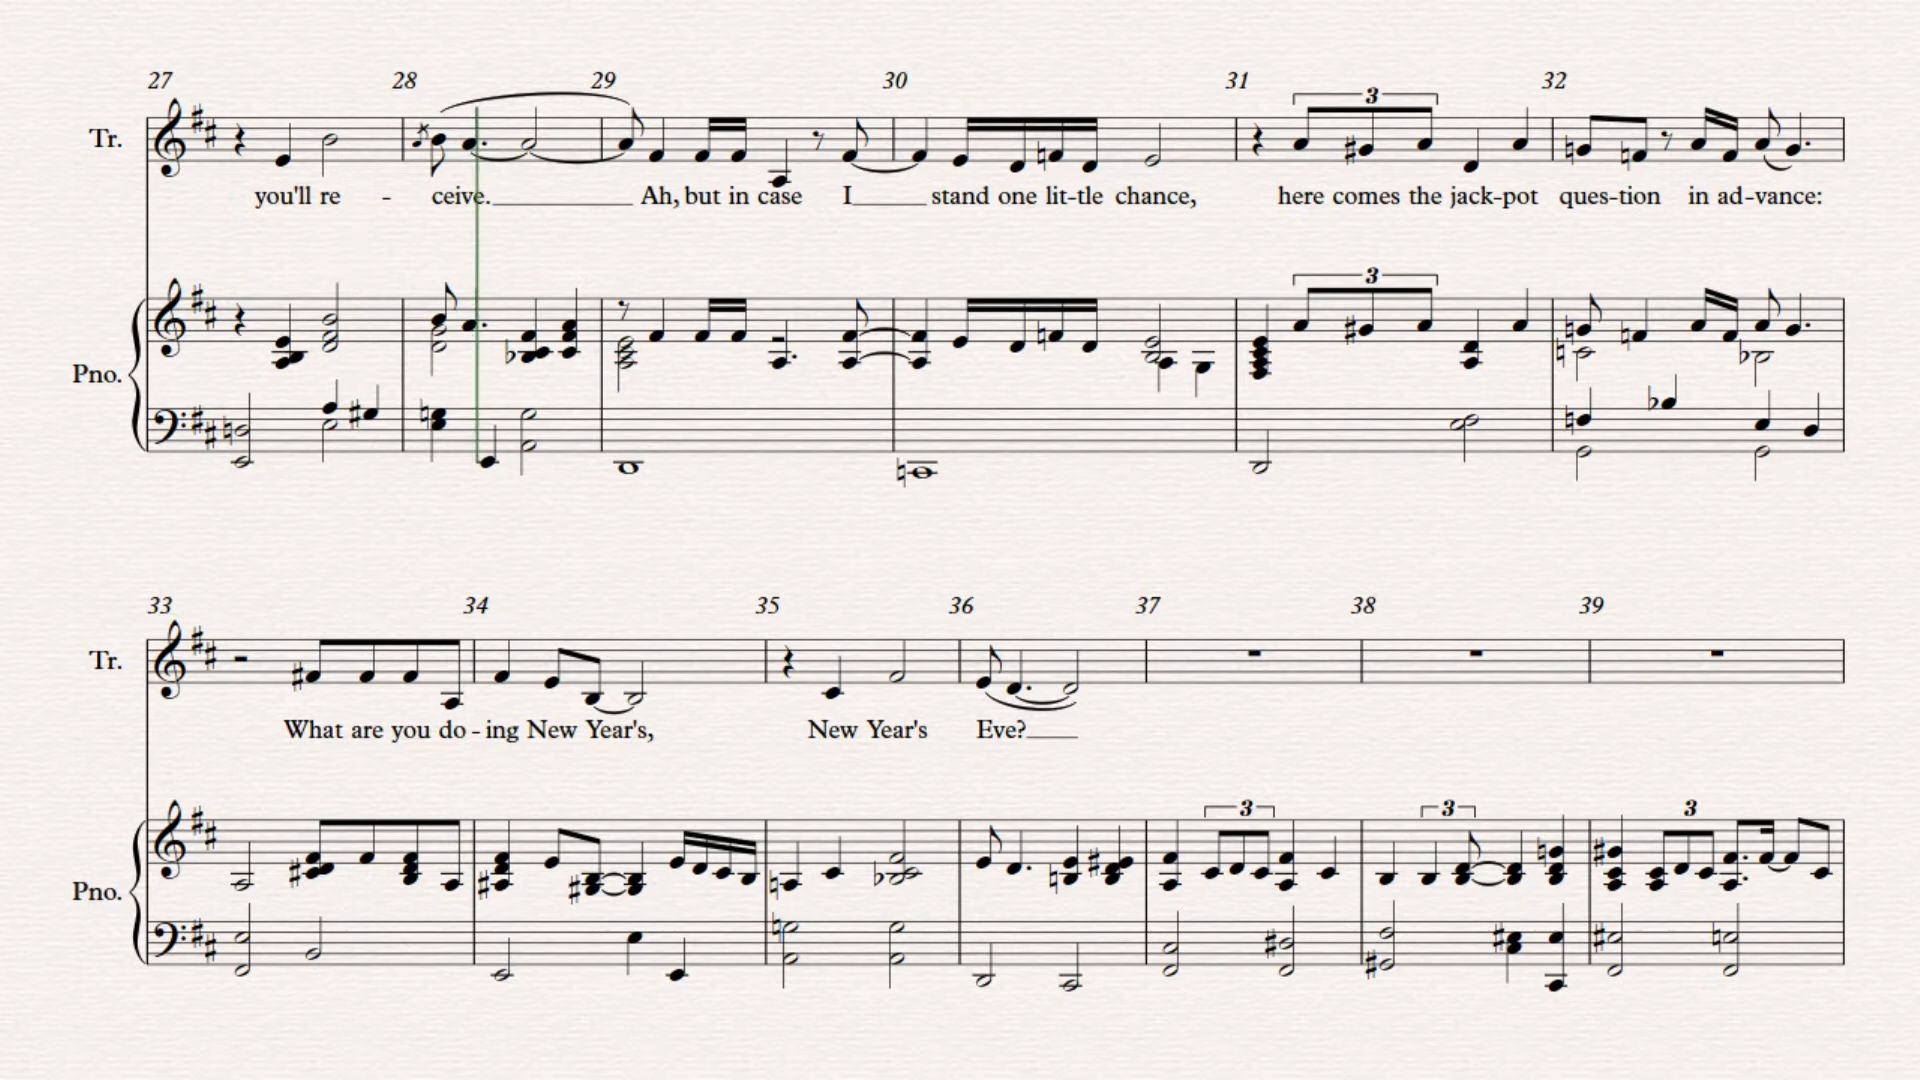 27 28 29 30 31 32
3
Tr.
you'll re - ceive. Ah, but in case I stand one lit-tle chance, here comes the jack-pot ques-tion in ad-vance:
3
Pno.
33 34 35 36 37 38 39
Tr.
What are you do - ing New Year's, New Year's Eve?
3 3 3
Pno.